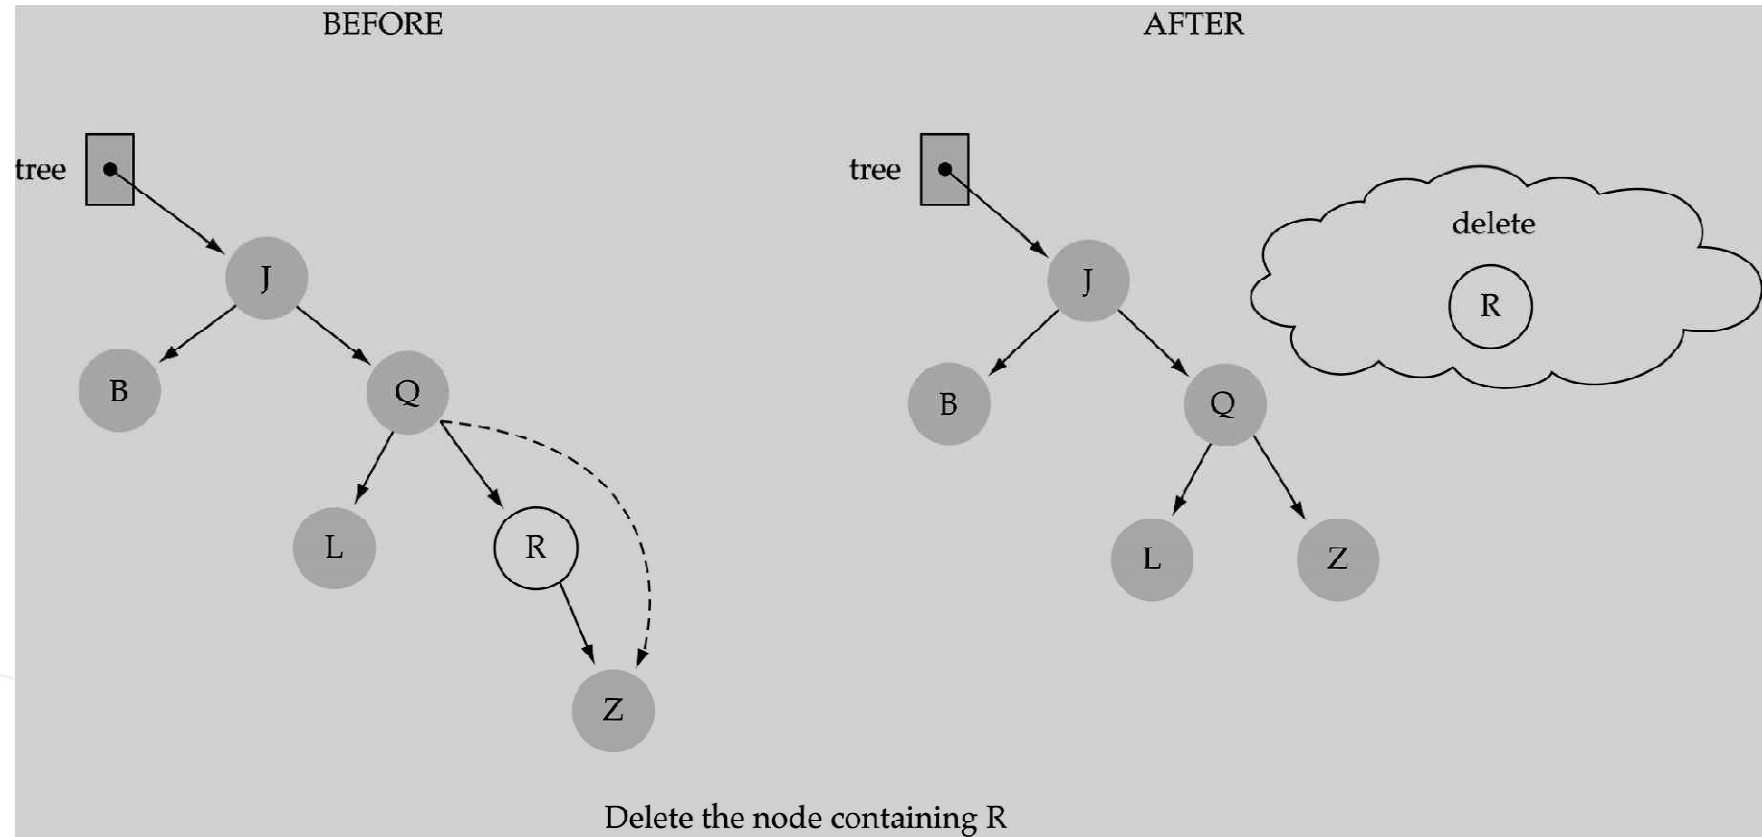 BEFORE
AFTER
tree
J
B
Q
L
R
Z
tree
delete
R
J
B
Q
L
Z
Delete the node containing R